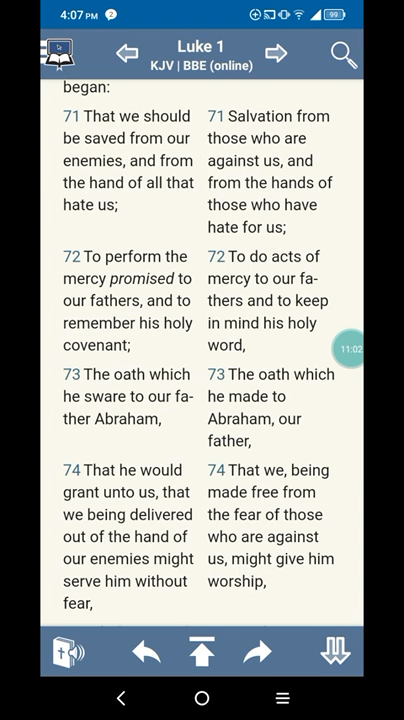 4:07 PM 2
99
Luke 1
KJV | BBE (online)
began:
71 That we should
be saved from our
enemies, and from
the hand of all that
hate us;
71 Salvation from
those who are
against us, and
from the hands of
those who have
hate for us;
72 To perform the
mercy promised to
our fathers, and to
remember his holy
covenant;
72 To do acts of
mercy to our fa-
thers and to keep
in mind his holy
word,
11:02
73 The oath which
he sware to our fa-
ther Abraham,
73 The oath which
he made to
Abraham, our
father,
74 That he would
grant unto us, that
we being delivered
out of the hand of
our enemies might
serve him without
fear,
74 That we, being
made free from
the fear of those
who are against
us, might give him
worship,